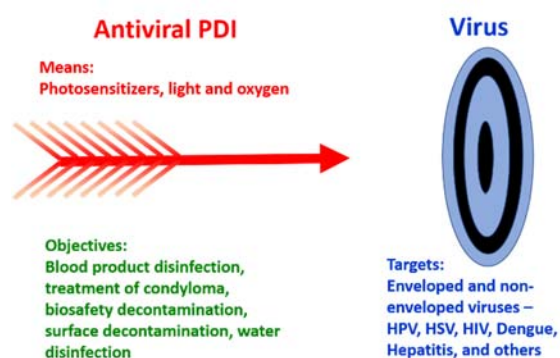 Antiviral PDI
Means:
Photosensitizers, light and oxygen
Objectives:
Blood product disinfection,
treatment of condyloma,
biosafety decontamination,
surface decontamination, water
disinfection
Virus
Targets:
Enveloped and non-
enveloped viruses –
HPV, HSV, HIV, Dengue,
Hepatitis, and others